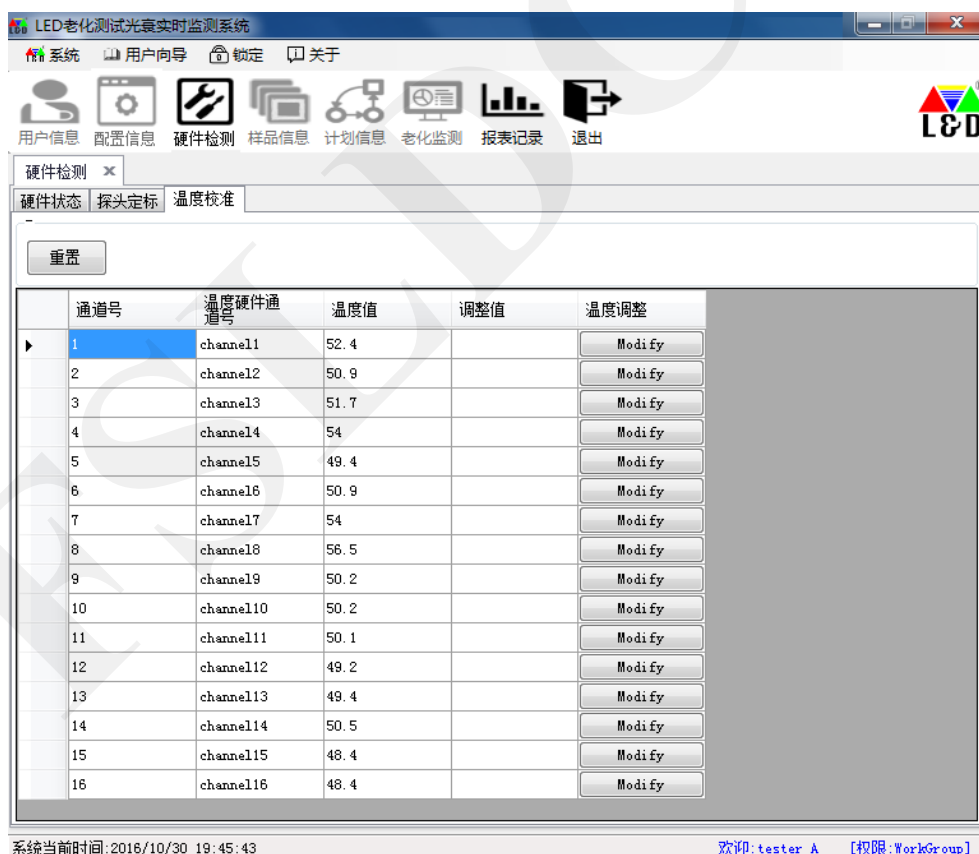 LED老化测试光衰实时监测系统
系统 用户向导 锁定 关于
用户信息 配置信息 硬件检测 样品信息 计划信息 老化监测 报表记录 退出
L&D
硬件检测 ×
硬件状态 探头定标 温度校准
重置
通道号 温度硬件通道号 温度值 调整值 温度调整
1 channel1 52.4 Modify
2 channel2 50.9 Modify
3 channel3 51.7 Modify
4 channel4 54 Modify
5 channel5 49.4 Modify
6 channel6 50.9 Modify
7 channel7 54 Modify
8 channel8 56.5 Modify
9 channel9 50.2 Modify
10 channel10 50.2 Modify
11 channel11 50.1 Modify
12 channel12 49.2 Modify
13 channel13 49.4 Modify
14 channel14 50.5 Modify
15 channel15 48.4 Modify
16 channel16 48.4 Modify
系统当前时间:2016/10/30 19:45:43 欢迎:tester A [权限:WorkGroup]